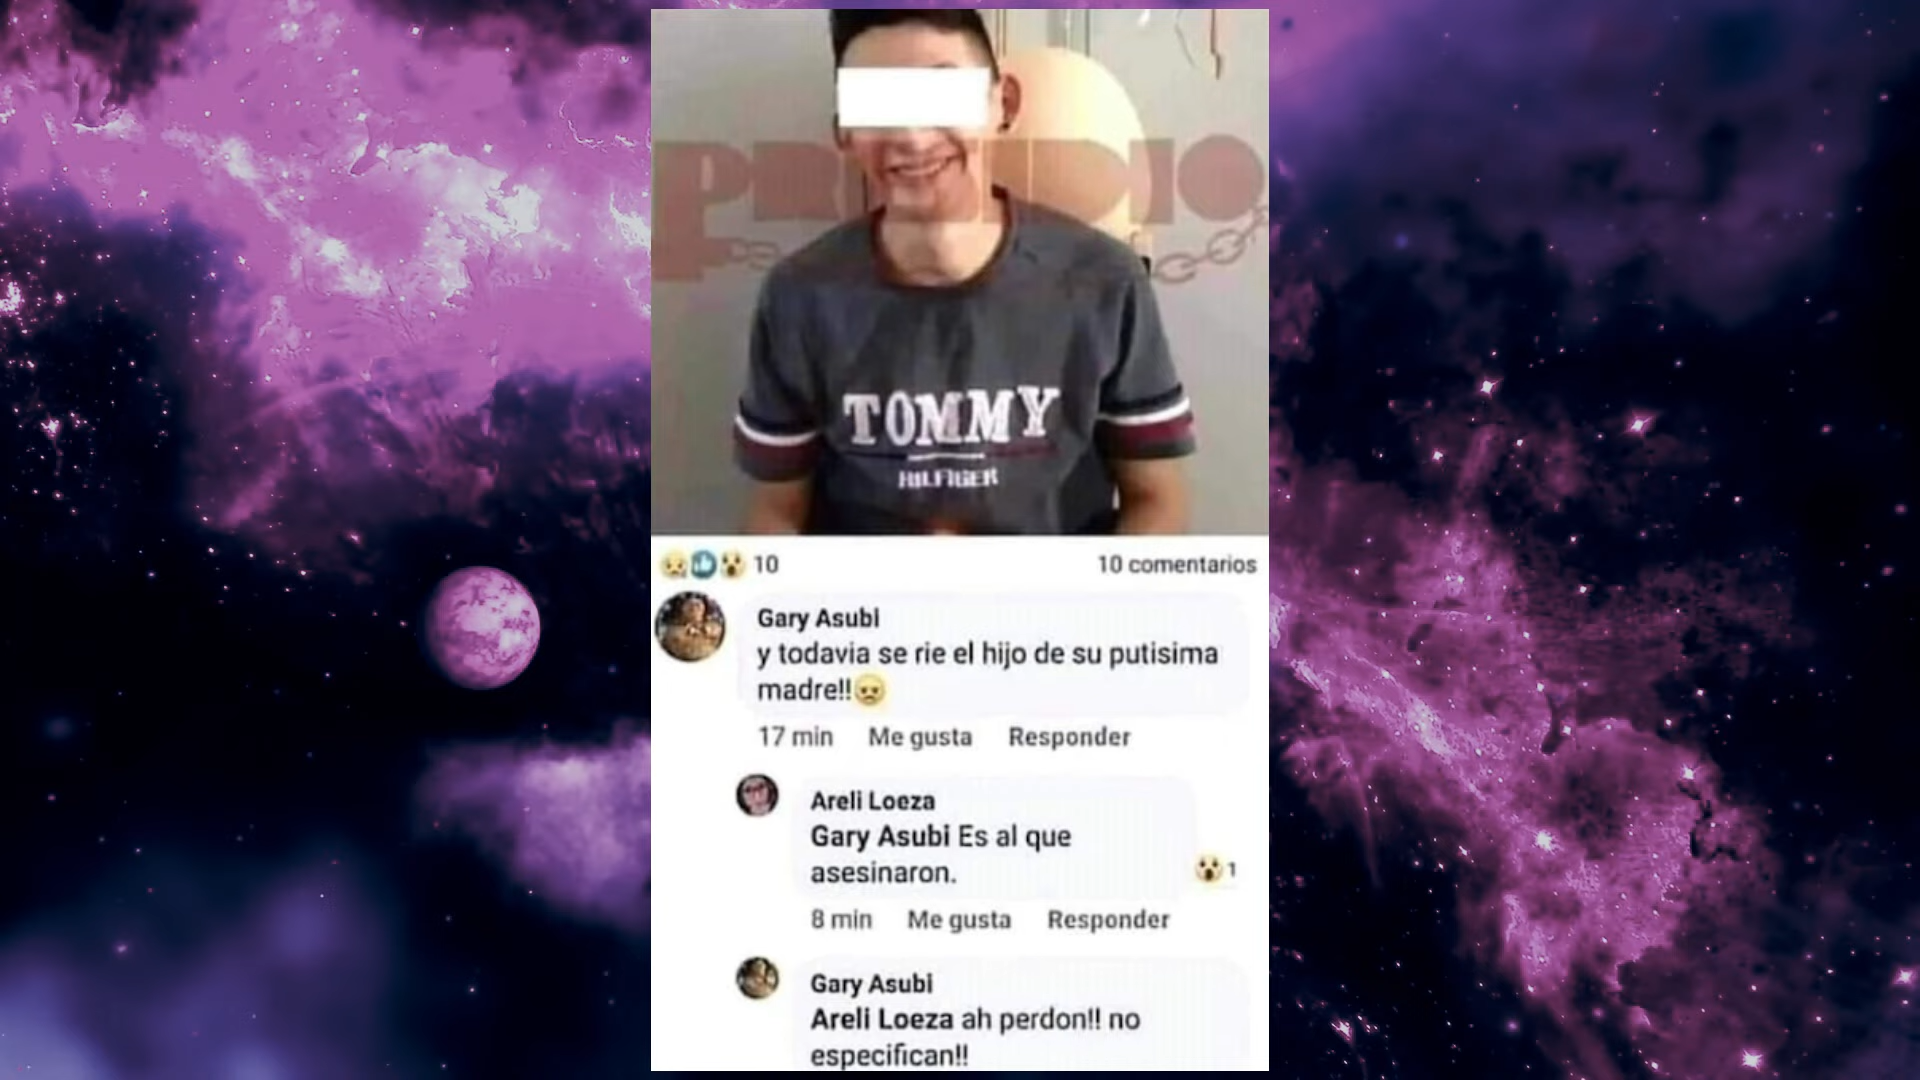 PRESIDIO
TOMMY
HILFIGER
10
10 comentarios
Gary Asubi
y todavia se rie el hijo de su putisima
madre!!
17 min Me gusta Responder
Areli Loeza
Gary Asubi Es al que
asesinaron.
1
8 min Me gusta Responder
Gary Asubi
Areli Loeza ah perdon!! no
especifican!!